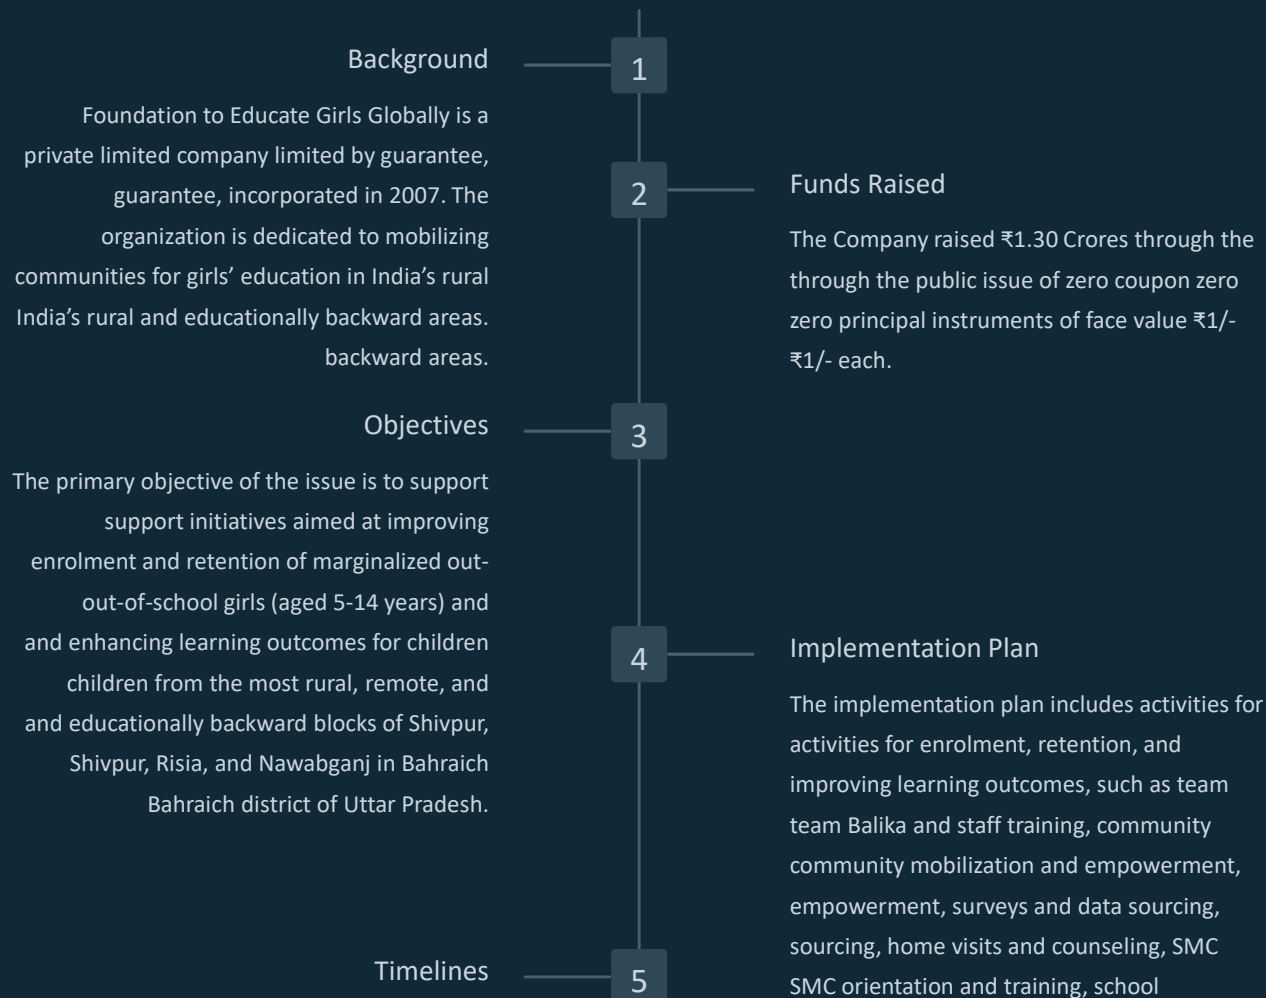 Background
1
Foundation to Educate Girls Globally is a
private limited company limited by guarantee,
guarantee, incorporated in 2007. The
organization is dedicated to mobilizing
communities for girls’ education in India’s rural
India’s rural and educationally backward areas.
backward areas.
2
Funds Raised
The Company raised ₹1.30 Crores through the
through the public issue of zero coupon zero
zero principal instruments of face value ₹1/-
₹1/- each.
Objectives
3
The primary objective of the issue is to support
support initiatives aimed at improving
enrolment and retention of marginalized out-
out-of-school girls (aged 5-14 years) and
and enhancing learning outcomes for children
children from the most rural, remote, and
and educationally backward blocks of Shivpur,
Shivpur, Risia, and Nawabganj in Bahraich
Bahraich district of Uttar Pradesh.
4
Implementation Plan
The implementation plan includes activities for
activities for enrolment, retention, and
improving learning outcomes, such as team
team Balika and staff training, community
community mobilization and empowerment,
empowerment, surveys and data sourcing,
sourcing, home visits and counseling, SMC
SMC orientation and training, school
Timelines
5